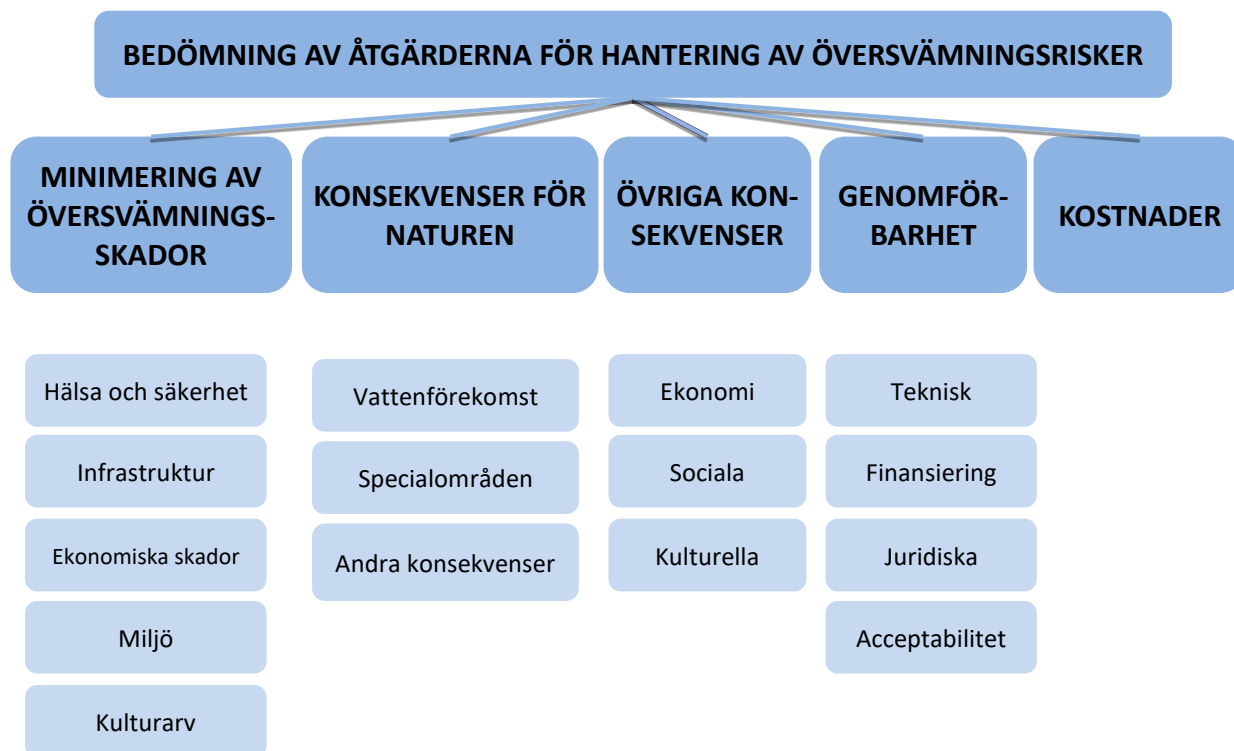 BEDÖMNING AV ÅTGÄRDERNA FÖR HANTERING AV ÖVERSVÄMNINGSRISKER
MINIMERING AV
ÖVERSVÄMNINGS-
SKADOR
KONSEKVENSER FÖR
NATUREN
ÖVRIGA KON-
SEKVENSER
GENOMFÖR-
BARHET
KOSTNADER
Hälsa och säkerhet
Infrastruktur
Ekonomiska skador
Miljö
Kulturarv
Vattenförekomst
Specialområden
Andra konsekvenser
Ekonomi
Sociala
Kulturella
Teknisk
Finansiering
Juridiska
Acceptabilitet